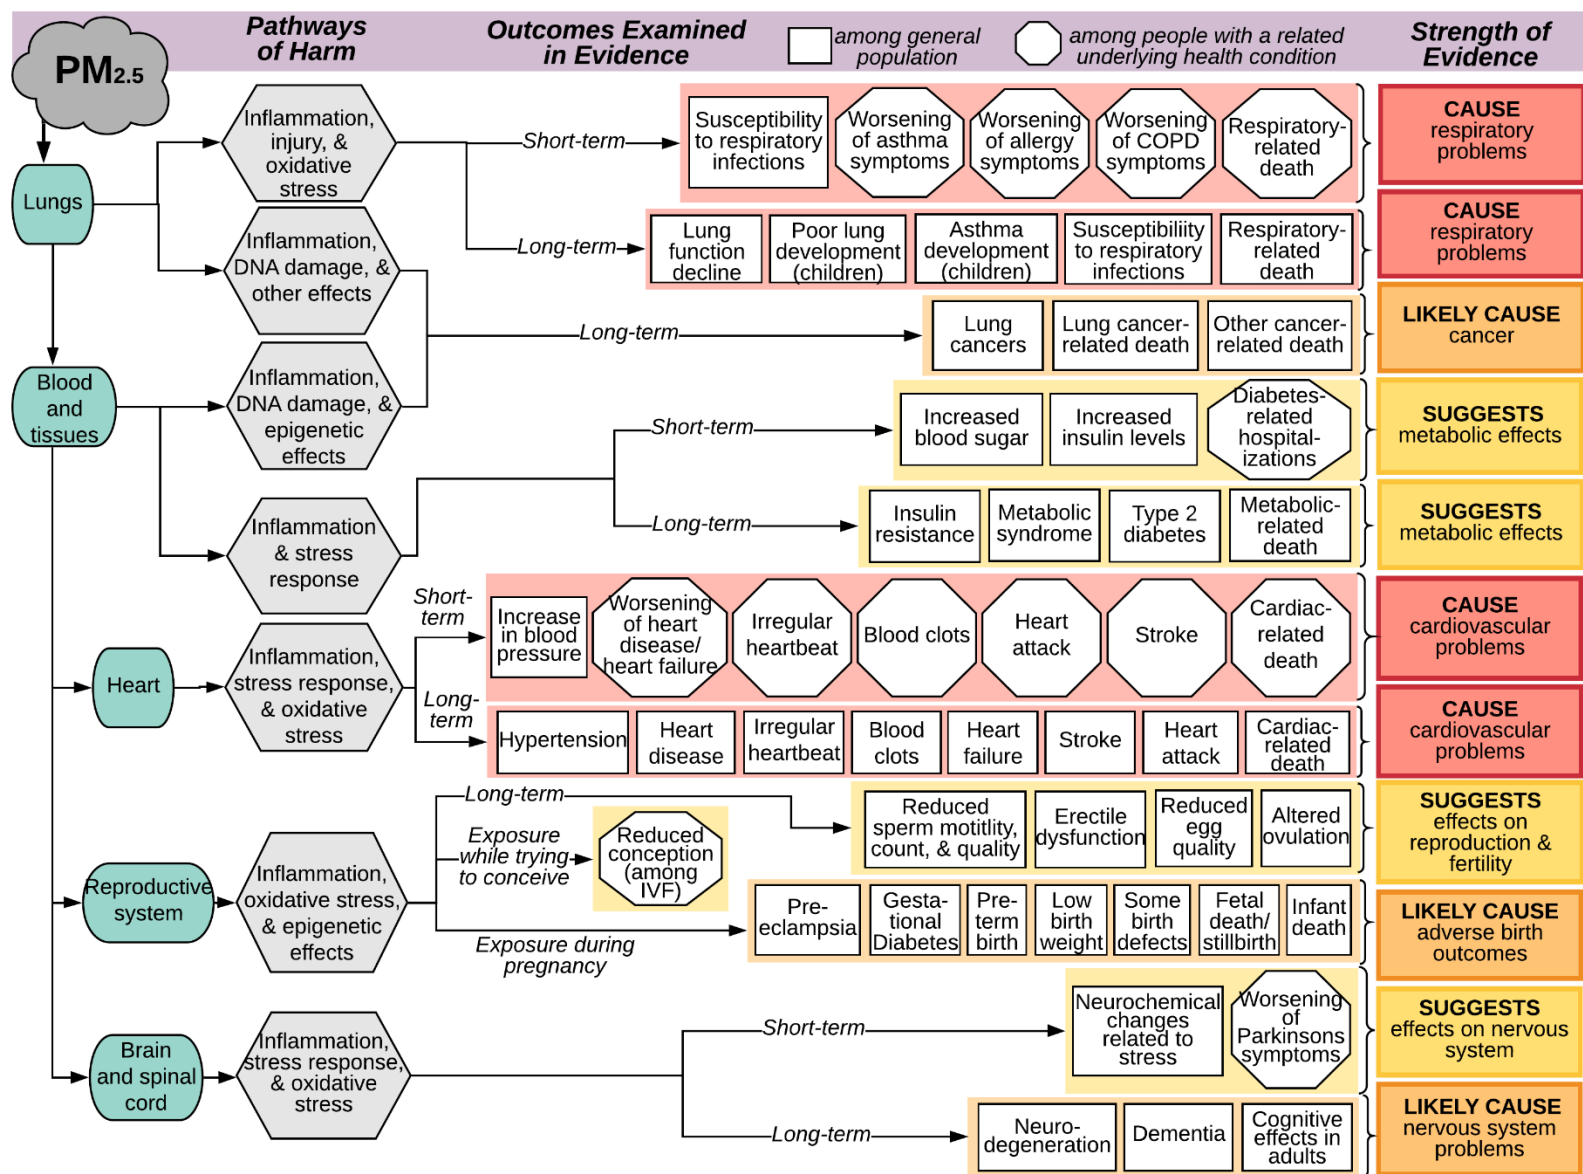 PM2.5
Pathways
of Harm
Outcomes Examined
in Evidence
among general
population
among people with a related
underlying health condition
Strength of
Evidence
Lungs
Inflammation,
injury, &
oxidative
stress
Short-term
Susceptibility
to respiratory
infections
Worsening
of asthma
symptoms
Worsening
of allergy
symptoms
Worsening
of COPD
symptoms
Respiratory-
related
death
CAUSE
respiratory
problems
Long-term
Lung
function
decline
Poor lung
development
(children)
Asthma
development
(children)
Susceptibiliity
to respiratory
infections
Respiratory-
related
death
CAUSE
respiratory
problems
Inflammation,
DNA damage, &
other effects
Long-term
Lung
cancers
Lung cancer-
related death
Other cancer-
related death
LIKELY CAUSE
cancer
Blood
and
tissues
Inflammation,
DNA damage, &
epigenetic
effects
Short-term
Increased
blood sugar
Increased
insulin levels
Diabetes-
related
hospital-
izations
SUGGESTS
metabolic effects
Inflammation
& stress
response
Long-term
Insulin
resistance
Metabolic
syndrome
Type 2
diabetes
Metabolic-
related
death
SUGGESTS
metabolic effects
Heart
Inflammation,
stress response,
& oxidative
stress
Short-
term
Increase
in blood
pressure
Worsening
of heart
disease/
heart failure
Irregular
heartbeat
Blood clots
Heart
attack
Stroke
Cardiac-
related
death
CAUSE
cardiovascular
problems
Long-
term
Hypertension
Heart
disease
Irregular
heartbeat
Blood
clots
Heart
failure
Stroke
Heart
attack
Cardiac-
related
death
CAUSE
cardiovascular
problems
Reproductive
system
Inflammation,
oxidative stress,
& epigenetic
effects
Long-term
Reduced
sperm motitlity,
count, & quality
Erectile
dysfunction
Reduced
egg
quality
Altered
ovulation
SUGGESTS
effects on
reproduction &
fertility
Exposure
while trying
to conceive
Reduced
conception
(among
IVF)
Exposure during
pregnancy
Pre-
eclampsia
Gesta-
tional
Diabetes
Pre-
term
birth
Low
birth
weight
Some
birth
defects
Fetal
death/
stillbirth
Infant
death
LIKELY CAUSE
adverse birth
outcomes
Brain
and spinal
cord
Inflammation,
stress response,
& oxidative
stress
Short-term
Neurochemical
changes
related to
stress
Worsening
of
Parkinsons
symptoms
SUGGESTS
effects on nervous
system
Long-term
Neuro-
degeneration
Dementia
Cognitive
effects in
adults
LIKELY CAUSE
nervous system
problems